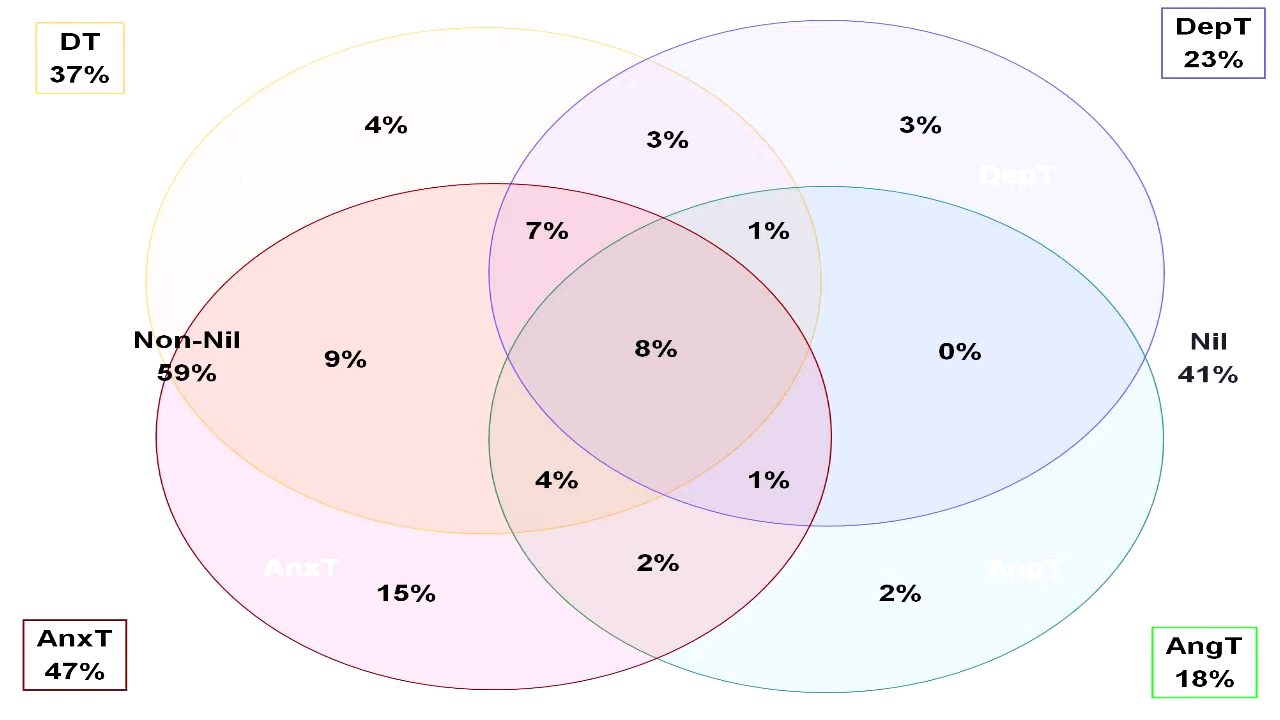 DT
37%
DepT
23%
4%
3%
3%
DepT
7%
1%
Non-Nil
59%
9%
8%
0%
Nil
41%
4%
1%
AnxT
15%
2%
AngT
2%
AnxT
47%
AngT
18%